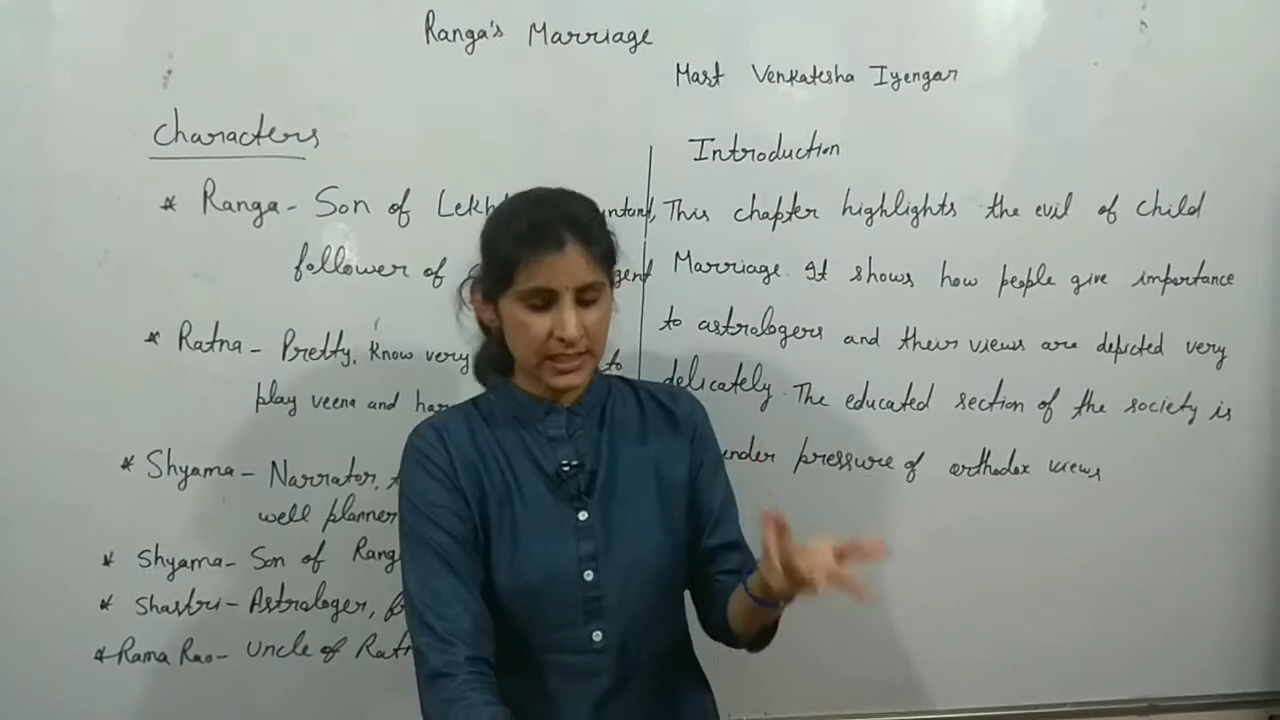 Ranga's Marriage
Mast Venkatesha Iyengar
Characters
* Ranga - Son of
follower of
* Ratna - Pretty, Know very to
play veena and
* Shyama - Narrator,
well planner
* Shyama - Son of
* Shastri - Astrologer,
* Rama Rao - Uncle of
Introduction
This chapter highlights the evil of Child
Marriage. It shows how people give importance
to astrologers and their views are depicted very
delicately. The educated section of the society is
under pressure of orthodox views